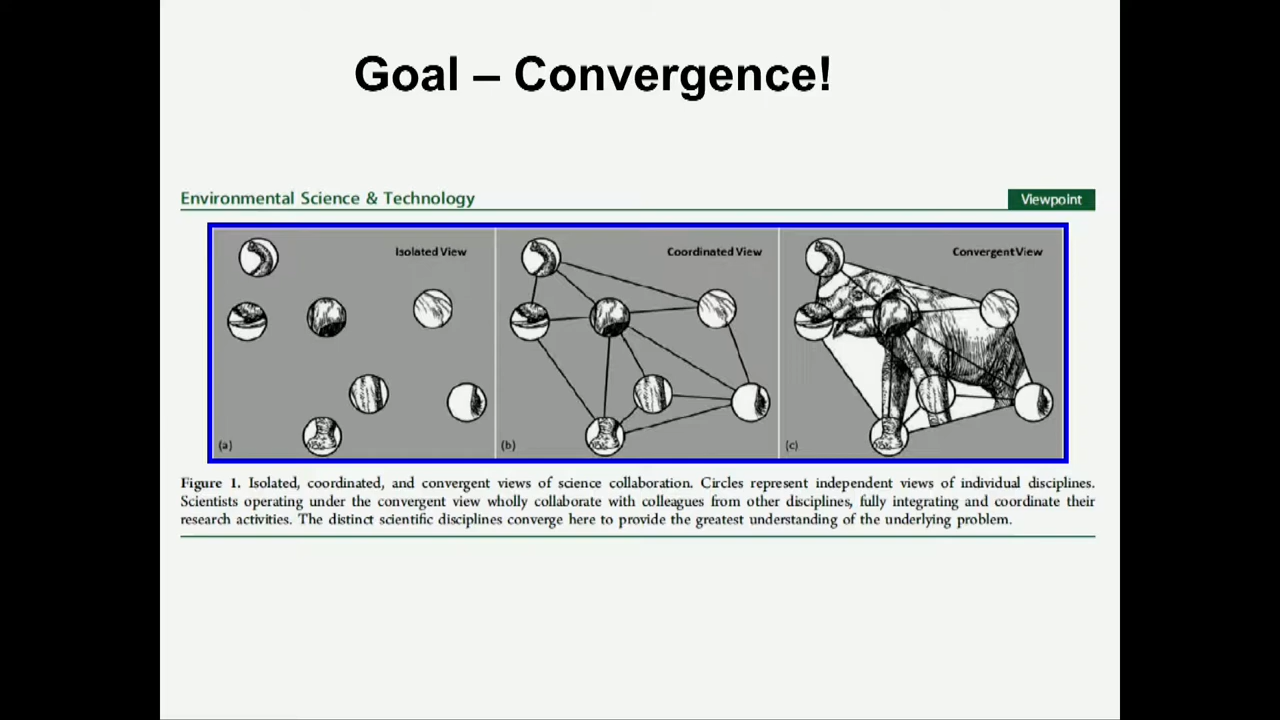 Goal – Convergence!
Environmental Science & Technology
Viewpoint
Isolated View
Coordinated View
Convergent View
(a)
(b)
(c)
Figure 1. Isolated, coordinated, and convergent views of science collaboration. Circles represent independent views of individual disciplines.
Scientists operating under the convergent view wholly collaborate with colleagues from other disciplines, fully integrating and coordinate their
research activities. The distinct scientific disciplines converge here to provide the greatest understanding of the underlying problem.